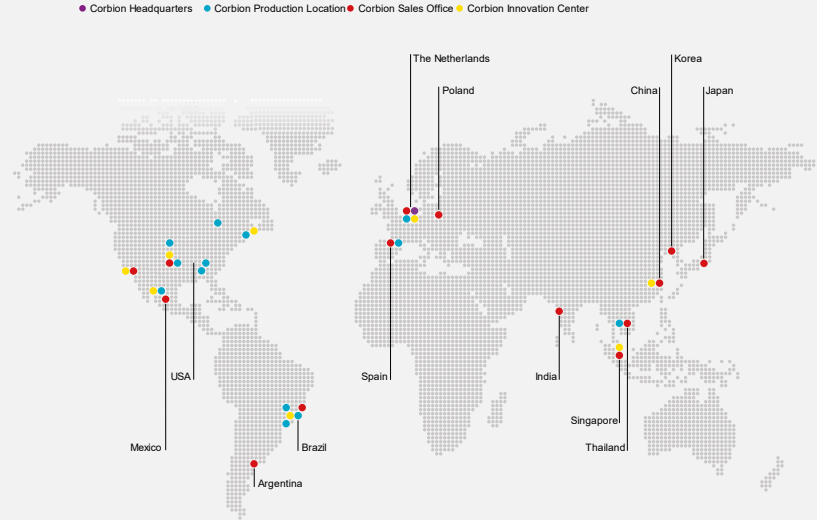 Corbion Headquarters Corbion Production Location Corbion Sales Office Corbion Innovation Center
The Netherlands Korea
Poland China Japan
USA Spain India
Singapore
Mexico Brazil Thailand
Argentina